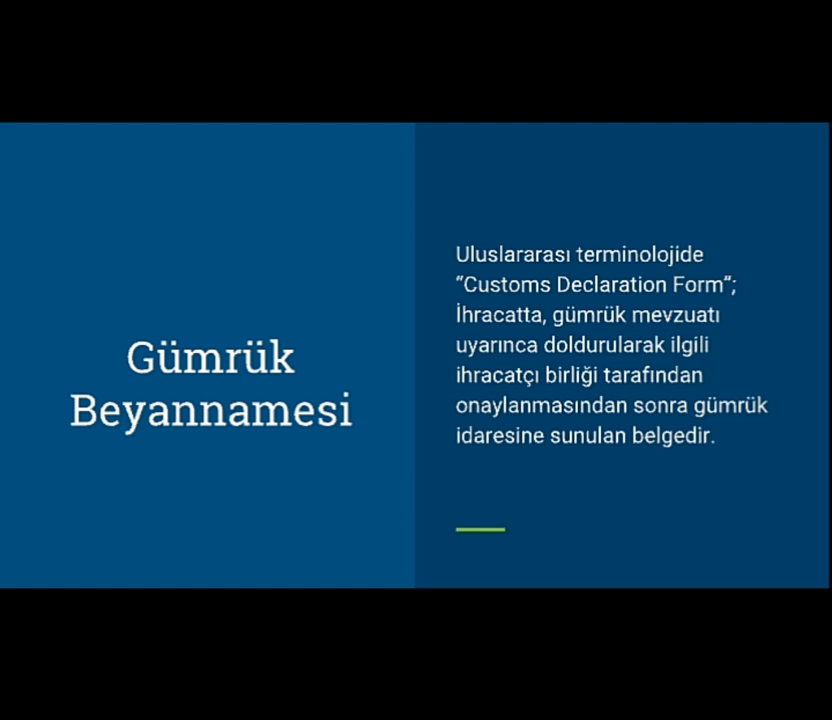 Gümrük
Beyannamesi
Uluslararası terminolojide
“Customs Declaration Form”;
İhracatta, gümrük mevzuatı
uyarınca doldurularak ilgili
ihracatçı birliği tarafından
onaylanmasından sonra gümrük
idaresine sunulan belgedir.